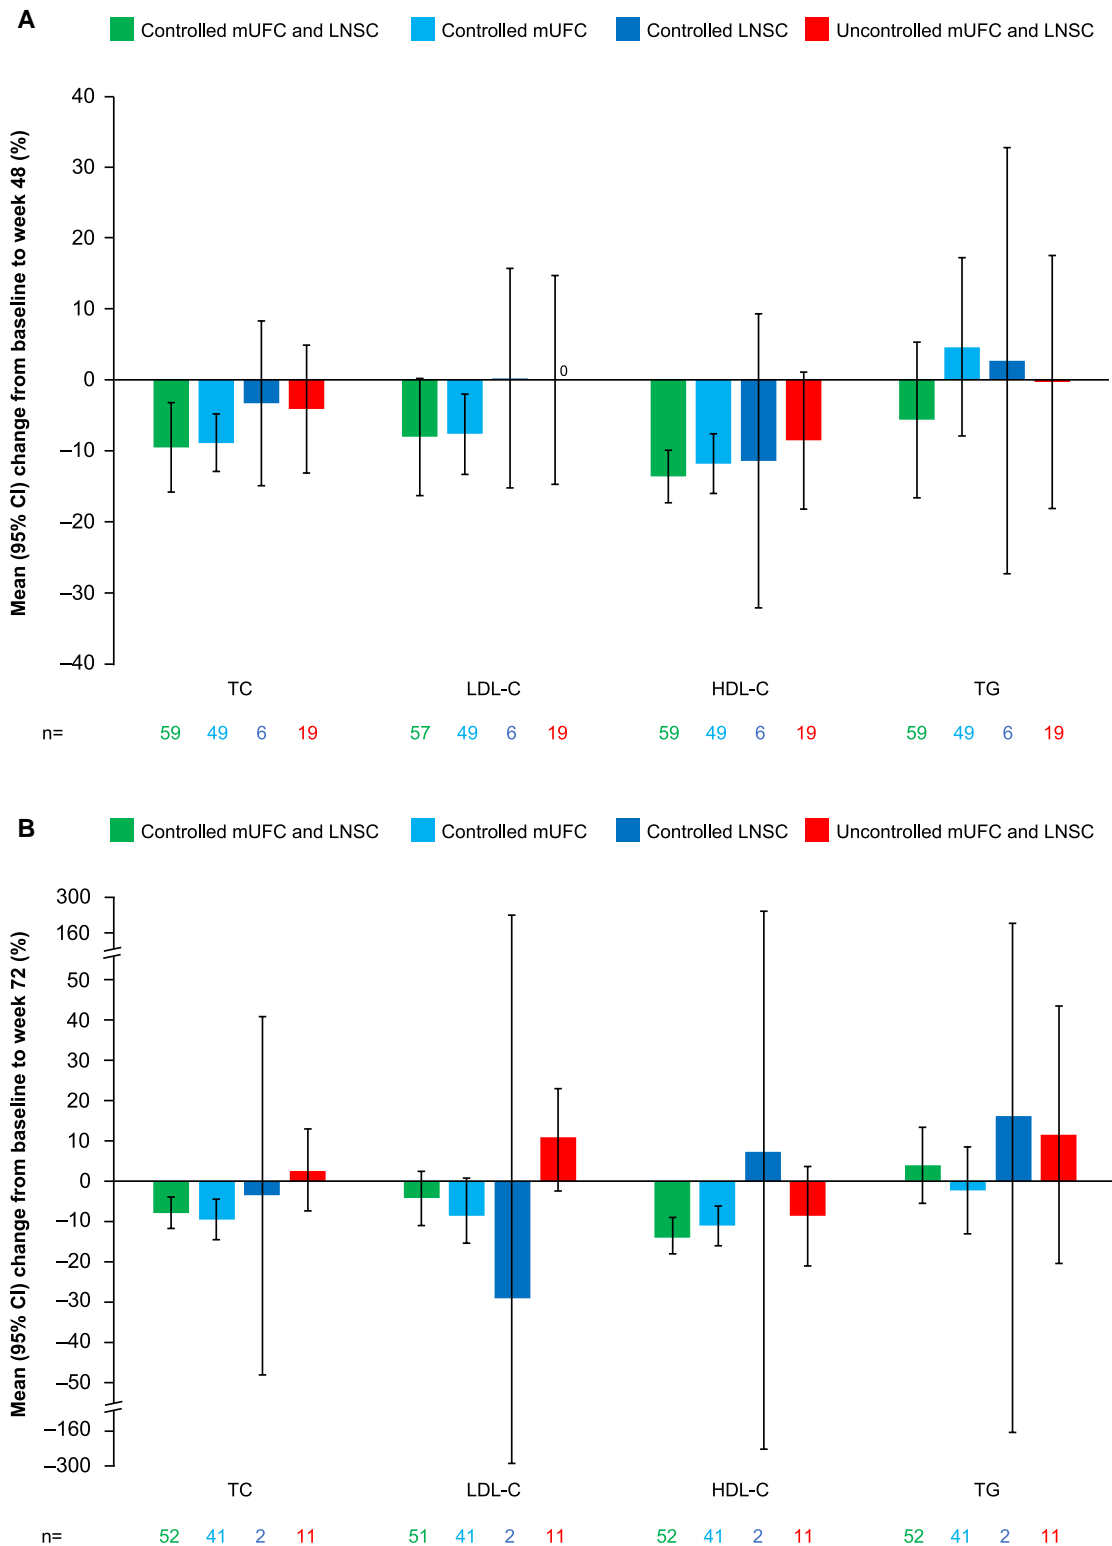 A
Controlled mUFC and LNSC Controlled mUFC Controlled LNSC Uncontrolled mUFC and LNSC
Mean (95% CI) change from baseline to week 48 (%)
40
30
20
10
0
–10
–20
–30
–40
0
TC LDL-C HDL-C TG
n= 59 49 6 19 57 49 6 19 59 49 6 19 59 49 6 19
B
Controlled mUFC and LNSC Controlled mUFC Controlled LNSC Uncontrolled mUFC and LNSC
Mean (95% CI) change from baseline to week 72 (%)
300
160
50
40
30
20
10
0
–10
–20
–30
–40
–50
–160
–300
TC LDL-C HDL-C TG
n= 52 41 2 11 51 41 2 11 52 41 2 11 52 41 2 11